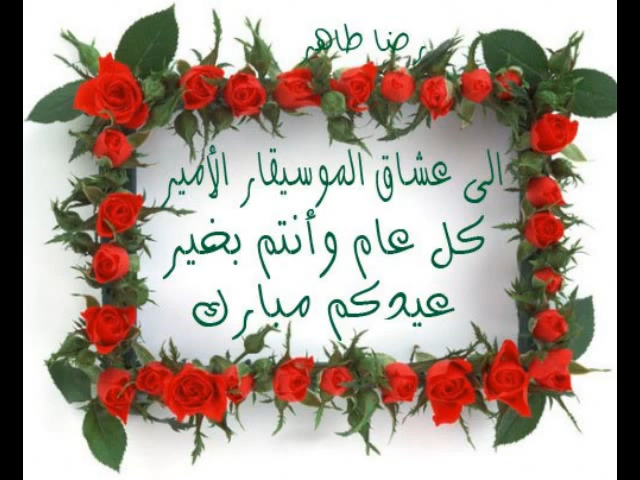 رضا طاهر
الى عشاق الموسيقار الأمير
كل عام وأنتم بخير
عيدكم مبارك